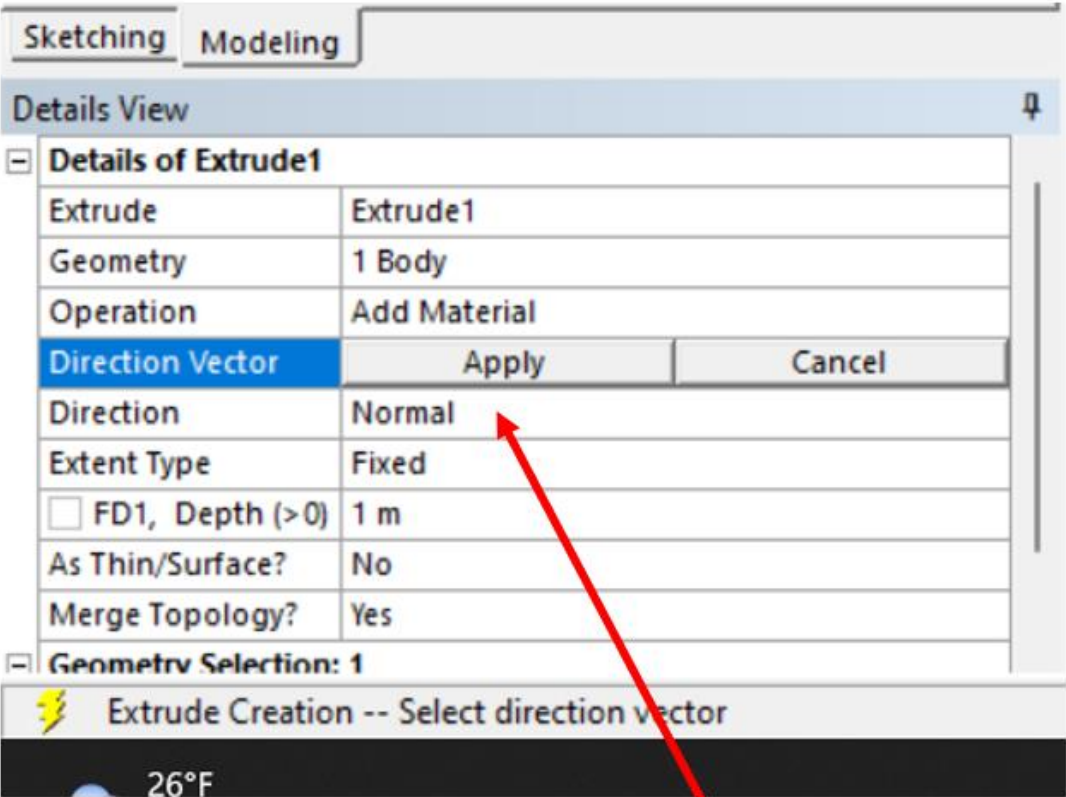 Sketching Modeling
Details View
Details of Extrude1
Extrude Extrude1
Geometry 1 Body
Operation Add Material
Direction Vector Apply Cancel
Direction Normal
Extent Type Fixed
FD1, Depth (>0) 1 m
As Thin/Surface? No
Merge Topology? Yes
Geometry Selection: 1
Extrude Creation -- Select direction vector
26°F